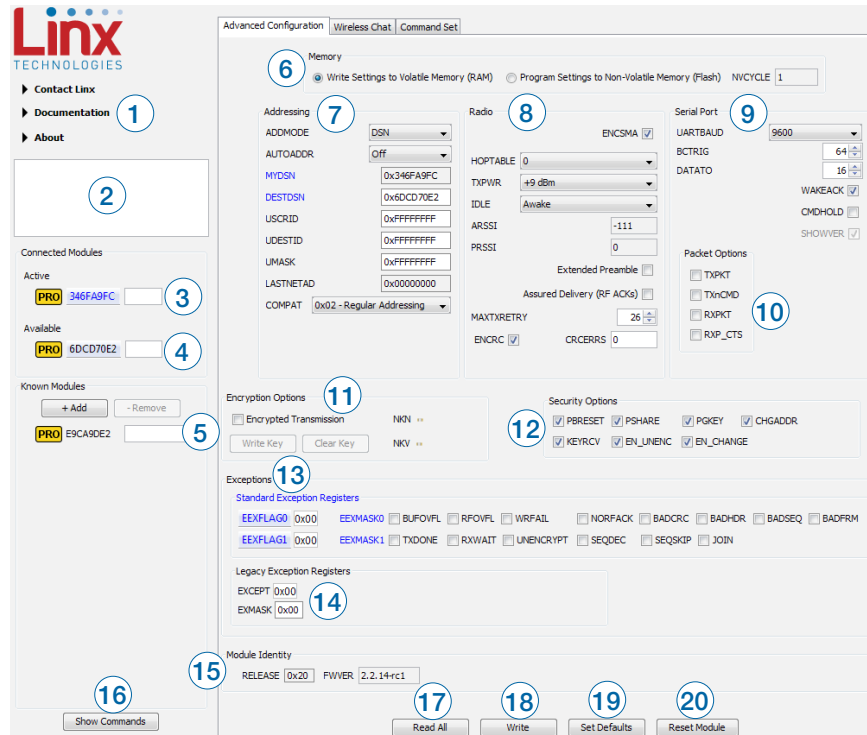 Linx
TECHNOLOGIES
Contact Linx
Documentation 1
About
2
Connected Modules
Active
PRO 346FA9FC 3
Available
PRO 6DCD70E2 4
Known Modules
+ Add - Remove
PRO E9CA9DE2 5
16
Show Commands
Advanced Configuration Wireless Chat Command Set
Memory
6 Write Settings to Volatile Memory (RAM) Program Settings to Non-Volatile Memory (Flash) NVCYCLE 1
Addressing 7
ADDMODE DSN
AUTOADDR Off
MYDSN 0x346FA9FC
DESTDSN 0x6DCD70E2
USCRID 0xFFFFFFFF
UDESTID 0xFFFFFFFF
UMASK 0xFFFFFFFF
LASTNETAD 0x00000000
COMPAT 0x02 - Regular Addressing
Radio 8
ENCSMA
HOPTABLE 0
TXPWR +9 dBm
IDLE Awake
ARSSI -111
PRSSI 0
Extended Preamble
Assured Delivery (RF ACKs)
MAXTXRETRY 26
ENCRC CRCERRS 0
Serial Port 9
UARTBAUD 9600
BCTRIG 64
DATATO 16
WAKEACK
CMDHOLD
SHOWVER
Packet Options
TXPKT
TXnCMD
RXPKT
RXP_CTS
10
Encryption Options 11
Encrypted Transmission NKN
Write Key Clear Key NKV
Security Options
12 PBRESET PSHARE PGKEY CHGADDR
KEYRCV EN_UNENC EN_CHANGE
Exceptions 13
Standard Exception Registers
EEXFLAG0 0x00 EEXMASK0 BUFOVFL RFOVFL WRFAIL NORFACK BADCRC BADHDR BADSEQ BADFRM
EEXFLAG1 0x00 EEXMASK1 TXDONE RXWAIT UNENCRYPT SEQDEC SEQSKIP JOIN
Legacy Exception Registers
EXCEPT 0x00
EXMASK 0x00 14
Module Identity
15 RELEASE 0x20 FWVER 2.2.14-rc1
17 18 19 20
Read All Write Set Defaults Reset Module